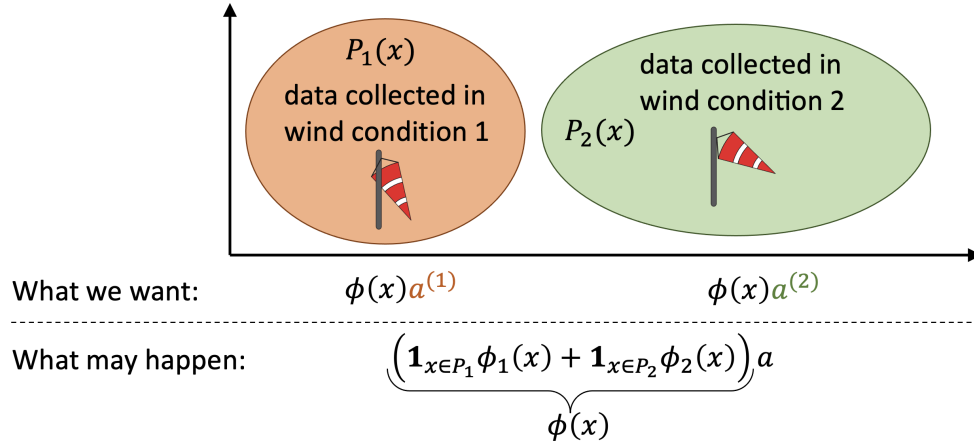 P₁(x)
data collected in
wind condition 1
data collected in
wind condition 2
P₂(x)
What we want: ϕ(x)a⁽¹⁾ ϕ(x)a⁽²⁾
What may happen: (𝟏ₓ∈P₁ϕ₁(x) + 𝟏ₓ∈P₂ϕ₂(x))a
ϕ(x)